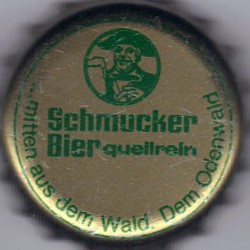 Schmucker
Bier quellrein
...mitten aus dem Wald. Dem Odenwald